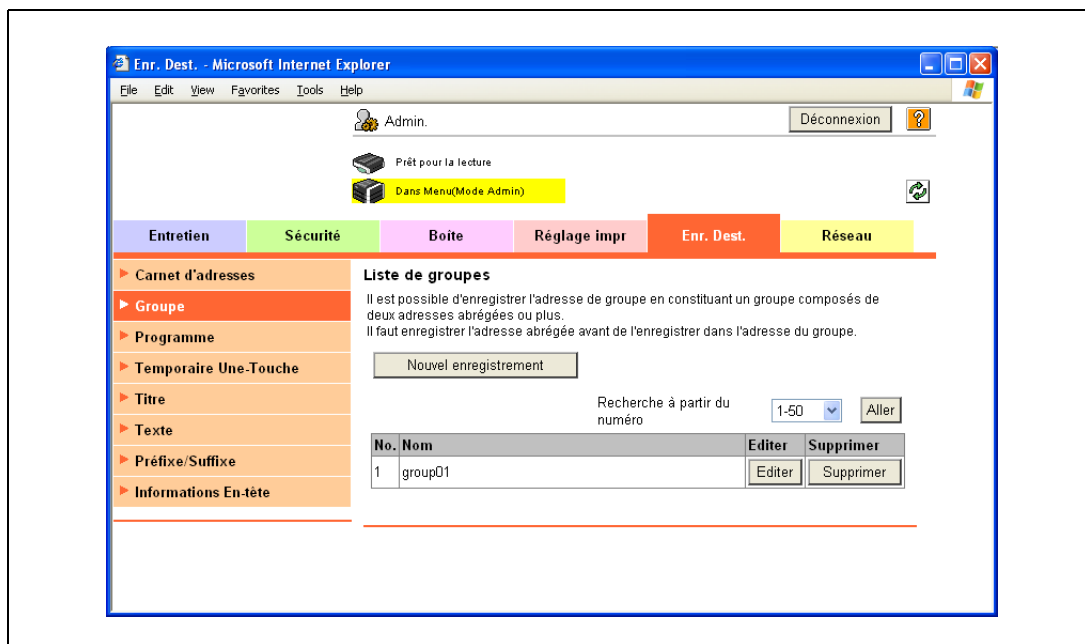 Enr. Dest. - Microsoft Internet Explorer
File Edit View Favorites Tools Help
Admin.
Déconnexion
?
Prêt pour la lecture
Dans Menu(Mode Admin)
Entretien Sécurité Boîte Réglage impr Enr. Dest. Réseau
Carnet d'adresses
Groupe
Programme
Temporaire Une-Touche
Titre
Texte
Préfixe/Suffixe
Informations En-tête
Liste de groupes
Il est possible d'enregistrer l'adresse de groupe en constituant un groupe composés de
deux adresses abrégées ou plus.
Il faut enregistrer l'adresse abrégée avant de l'enregistrer dans l'adresse du groupe.
Nouvel enregistrement
Recherche à partir du
numéro
1-50 Aller
No. Nom Editer Supprimer
1 group01 Editer Supprimer